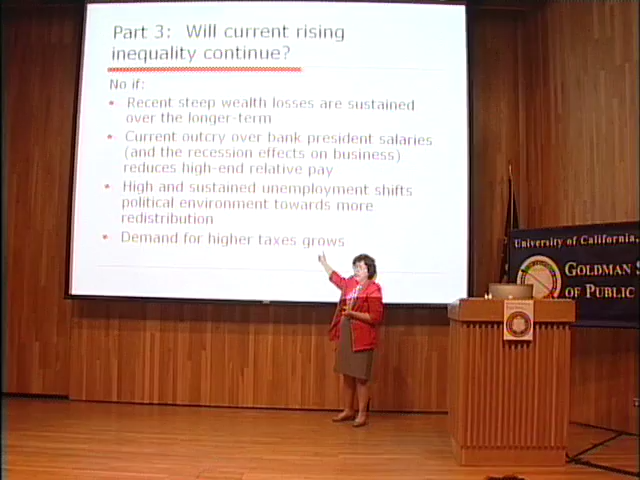 Part 3: Will current rising
inequality continue?
No if:
Recent steep wealth losses are sustained
over the longer-term
Current outcry over bank president salaries
(and the recession effects on business)
reduces high-end relative pay
High and sustained unemployment shifts
political environment towards more
redistribution
Demand for higher taxes grows
University of California,
GOLDMAN S
OF PUBLIC